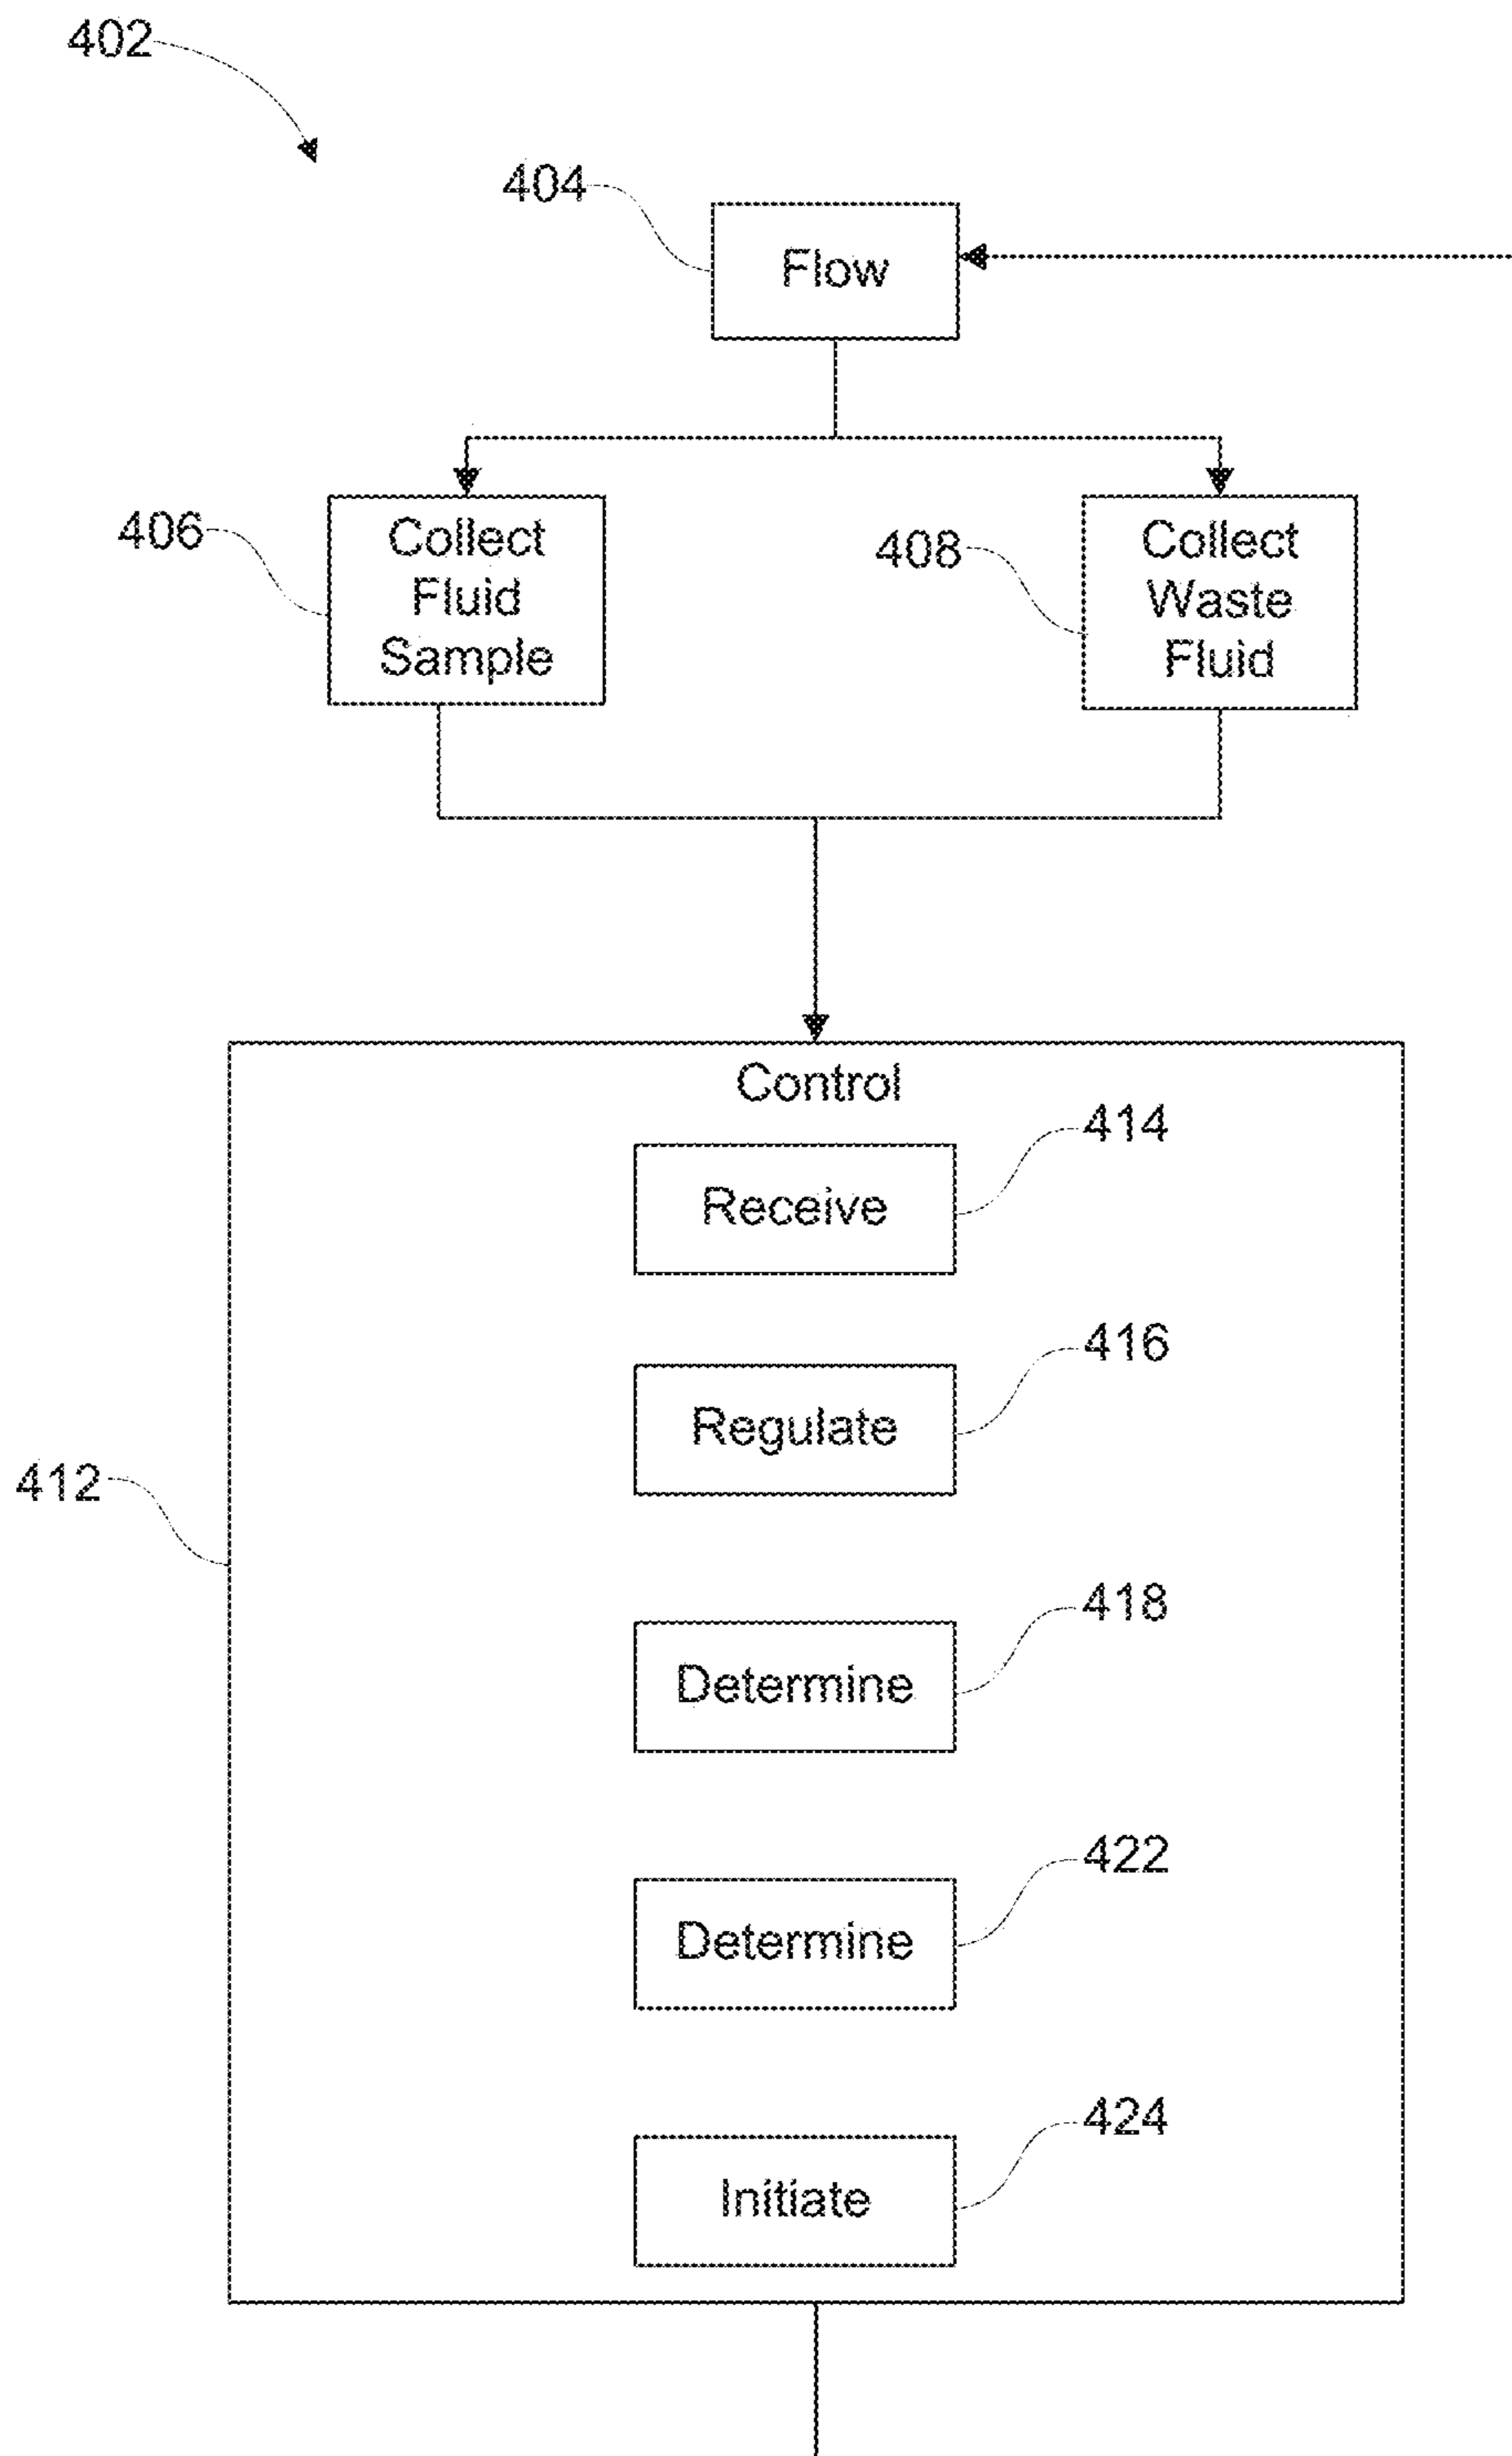 402
404
Flow
406
Collect
Fluid
Sample
408
Collect
Waste
Fluid
Control
414
Receive
416
Regulate
412
418
Determine
422
Determine
424
Initiate